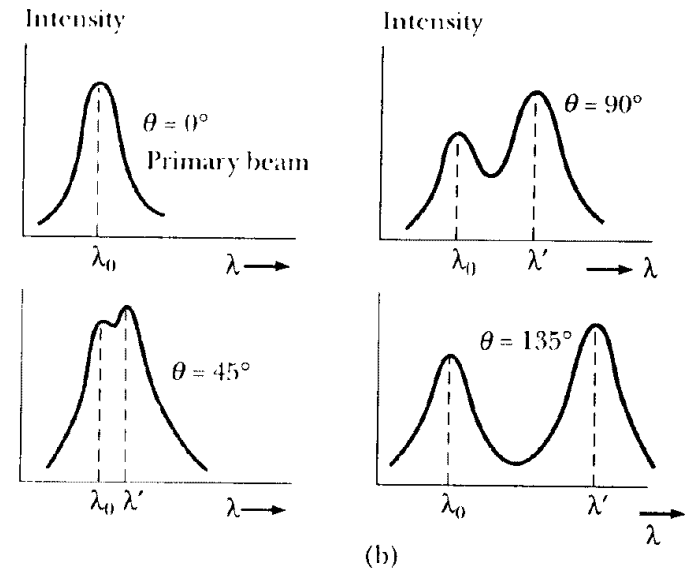 Intensity
θ = 0°
Primary beam
λ₀
λ
Intensity
θ = 90°
λ₀ λ′
λ
θ = 45°
λ₀ λ′
λ
θ = 135°
λ₀ λ′
λ
(b)